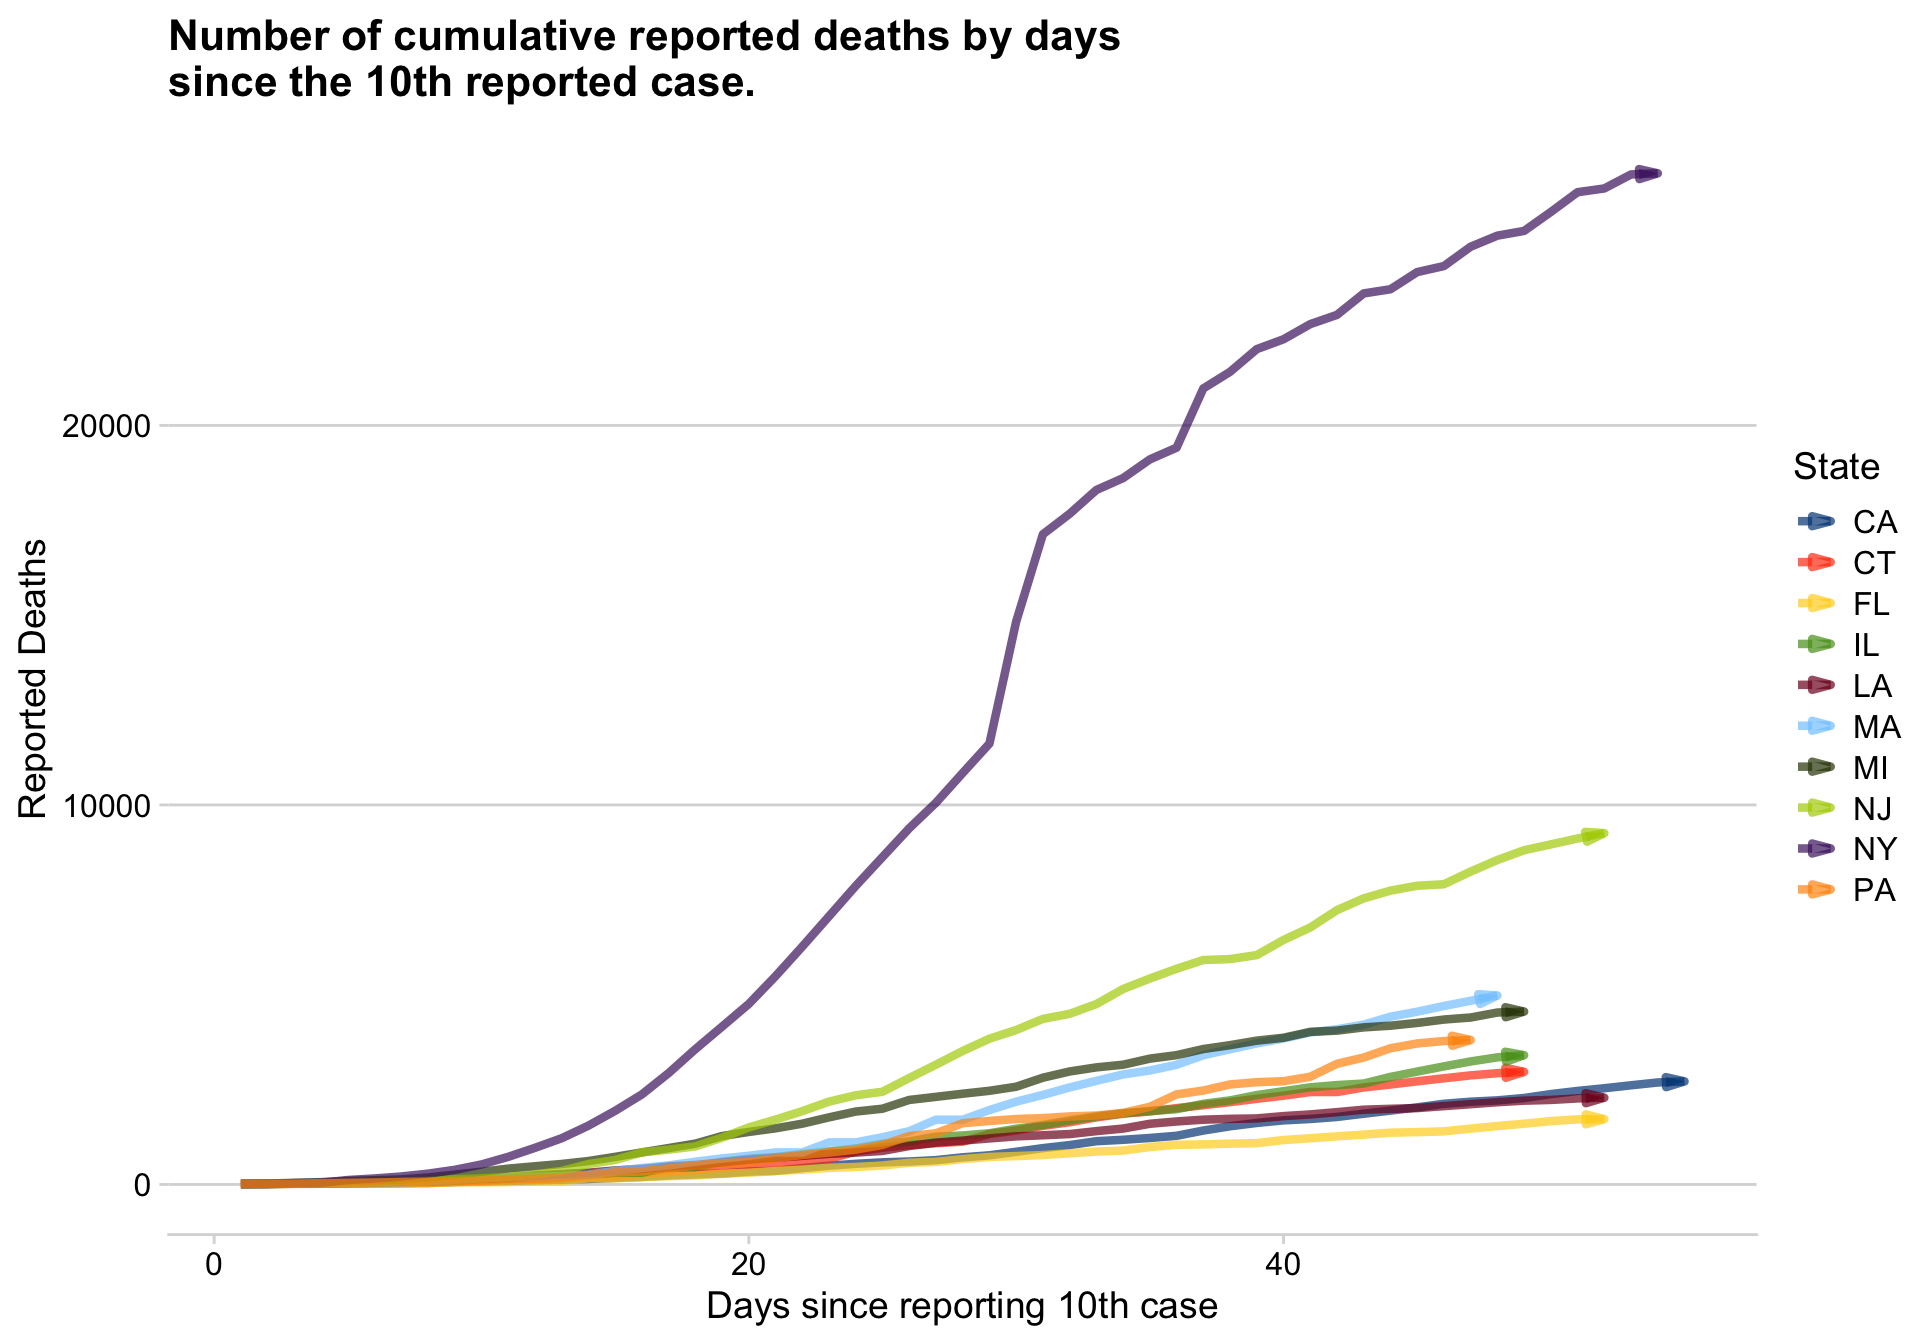 Number of cumulative reported deaths by days
since the 10th reported case.
20000
10000
0
Reported Deaths
0 20 40
Days since reporting 10th case
State
CA
CT
FL
IL
LA
MA
MI
NJ
NY
PA